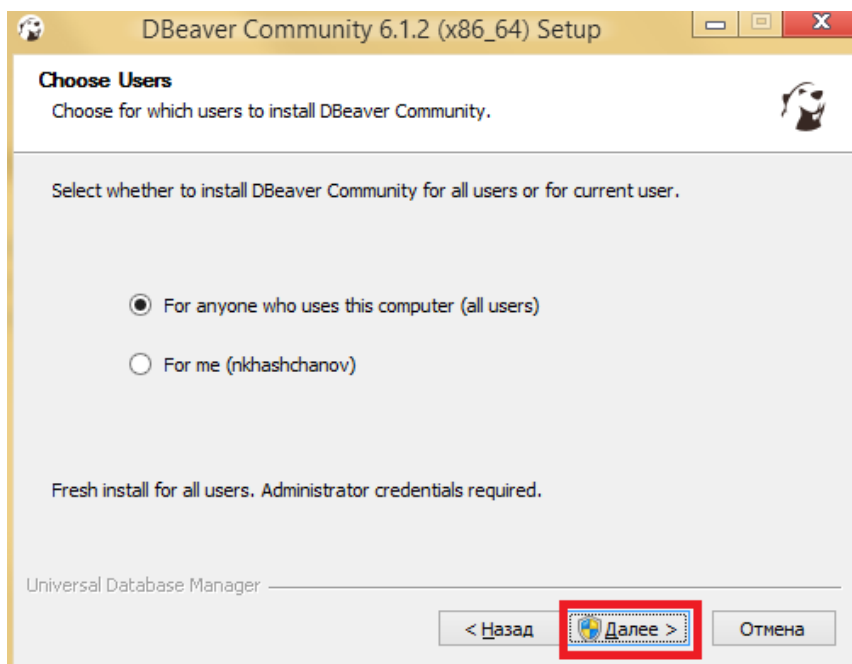 DBeaver Community 6.1.2 (x86_64) Setup
Choose Users
Choose for which users to install DBeaver Community.
Select whether to install DBeaver Community for all users or for current user.
For anyone who uses this computer (all users)
For me (nkhashchanov)
Fresh install for all users. Administrator credentials required.
Universal Database Manager
< Назад
Далее >
Отмена